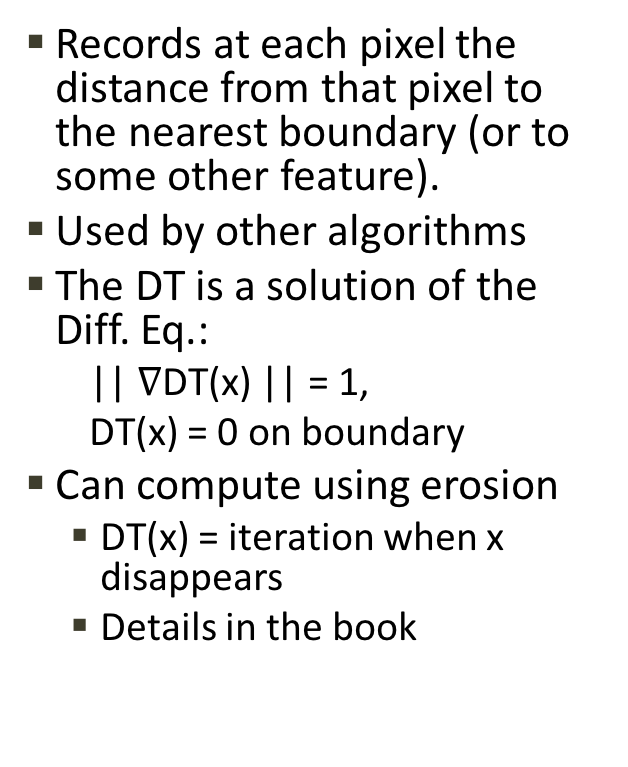 ▪ Records at each pixel the
distance from that pixel to
the nearest boundary (or to
some other feature).
▪ Used by other algorithms
▪ The DT is a solution of the
Diff. Eq.:
|| ∇DT(x) || = 1,
DT(x) = 0 on boundary
▪ Can compute using erosion
▪ DT(x) = iteration when x
disappears
▪ Details in the book